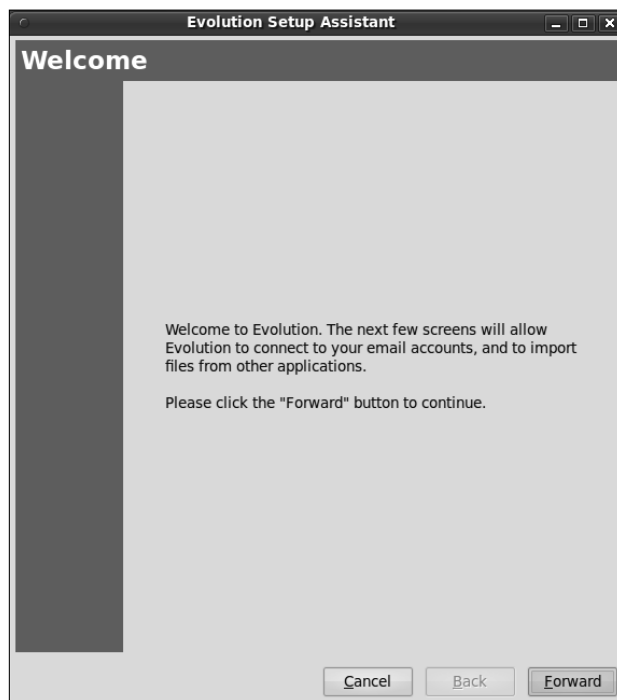 Evolution Setup Assistant
Welcome
Welcome to Evolution. The next few screens will allow
Evolution to connect to your email accounts, and to import
files from other applications.
Please click the "Forward" button to continue.
Cancel Back Forward